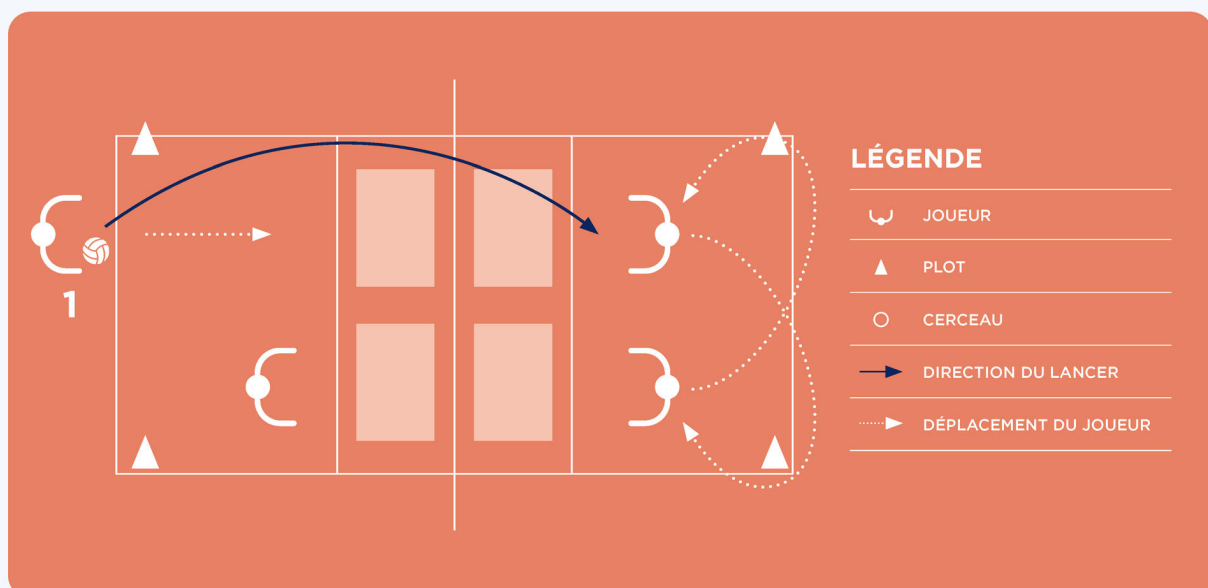 1
LÉGENDE
JOUEUR
PLOT
CERCEAU
DIRECTION DU LANCER
DÉPLACEMENT DU JOUEUR